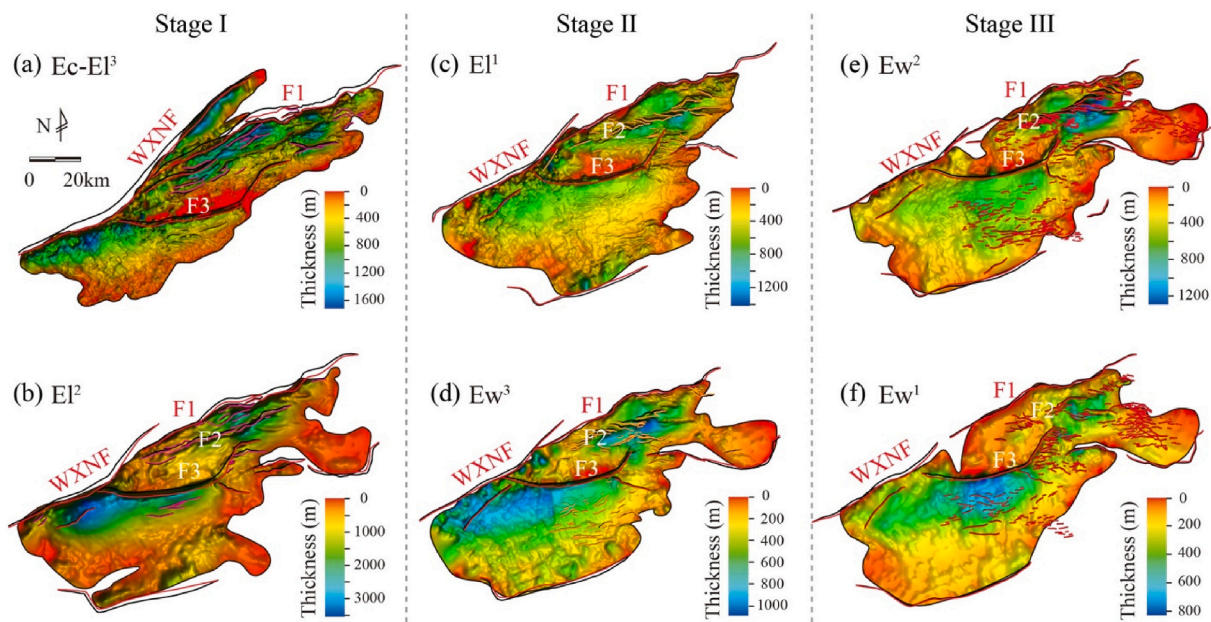 Stage I
Stage II
Stage III
(a) Ec-El³
F1
WXNF
F3
N
0 20km
Thickness (m)
0
400
800
1200
1600
(b) El²
F1
F2
WXNF
F3
Thickness (m)
0
1000
2000
3000
(c) El¹
F1
F2
WXNF
F3
Thickness (m)
0
400
800
1200
(d) Ew³
F1
F2
WXNF
F3
Thickness (m)
0
200
400
600
800
1000
(e) Ew²
F1
F2
WXNF
F3
Thickness (m)
0
400
800
1200
(f) Ew¹
F1
F2
WXNF
F3
Thickness (m)
0
200
400
600
800